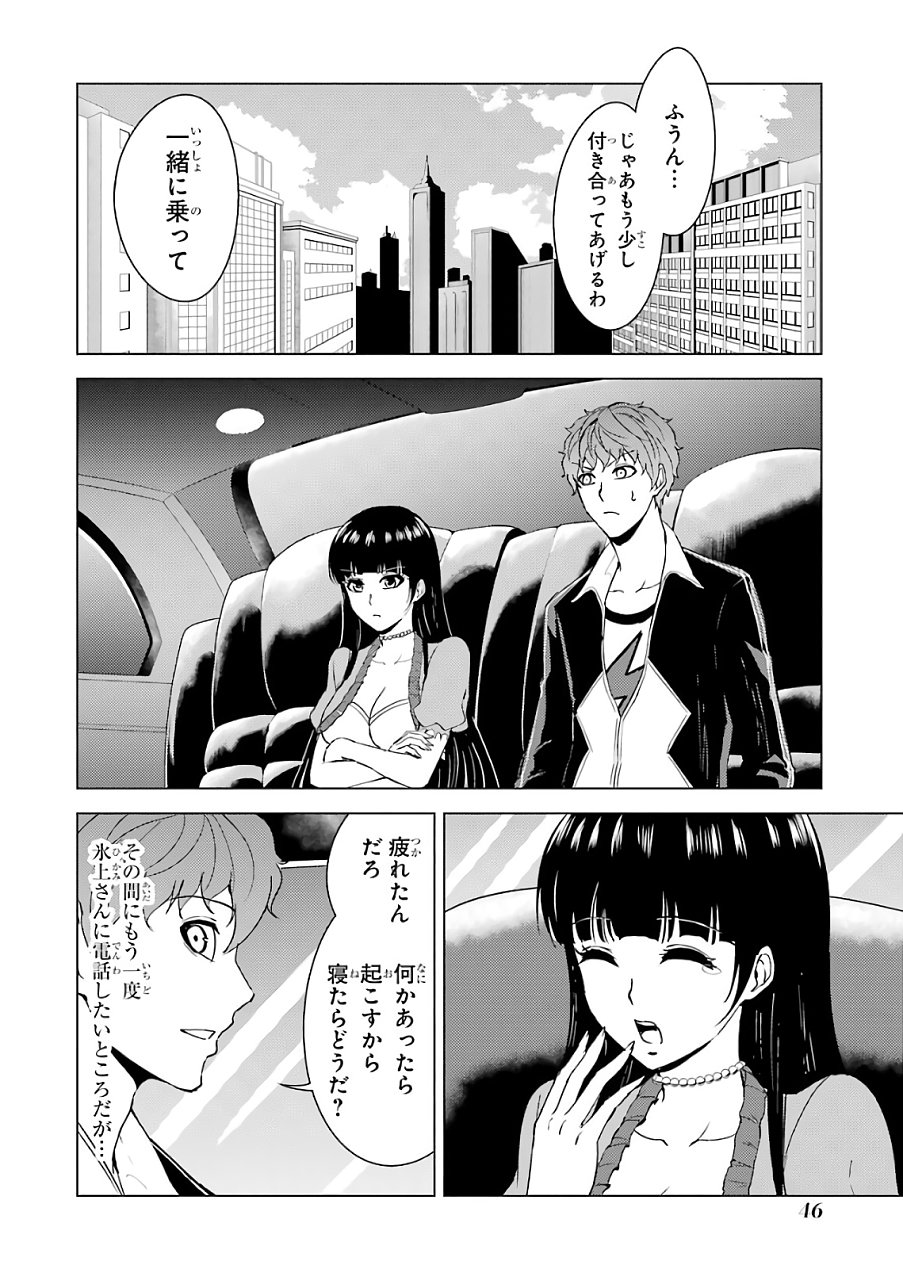 ふうん…
じゃあもう少し
付き合ってあげるわ
一緒に乗って
疲れたん
だろ
何かあったら
起こすから
寝たらどうだ?
その間にもう一度
氷上さんに電話したいところだが…
46